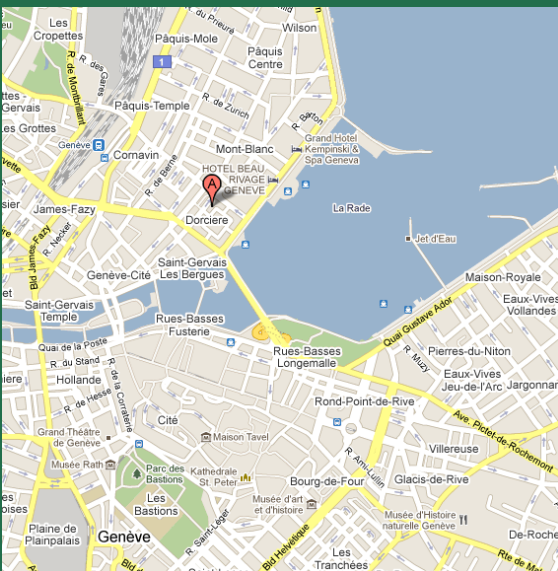 R. du Prieuré
Wilson
Les
Cropettes
Pâquis-Mole
Pâquis
Centre
R. de Montbrillant
R. des Gares
1
Pâquis-Temple
R. de Zurich
Gervais
Les Grottes
R. Barton
Grand Hotel
Kempinski &
Spa Geneva
Genève
Cornavin
Mont-Blanc
R. de Berne
HOTEL BEAU
RIVAGE
GENEVE
A
James-Fazy
Dorciere
La Rade
R. Necker
Bd James-Fazy
Jet d'Eau
Saint-Gervais
Les Bergues
Genève-Cité
Maison-Royale
Saint-Gervais
Temple
Eaux-Vives
Vollandes
Rues-Basses
Fusterie
Quai Gustave Ador
Quai de la Poste
R. du Stand
Rues-Basses
Longemalle
R. Muzy
Pierres-du-Niton
Hollande
R. de la Corraterie
Eaux-Vives
Jeu-de-l'Arc
Jargonnant
R. de Hesse
Rond-Point-de-Rive
Cité
Ave. Pictet-de-Rochemont
Grand-Théâtre
de Genève
Maison Tavel
Villereuse
Musée Rath
R. Ami-Lullin
Parc des
Bastions
Kathedrale
St. Peter
Bourg-de-Four
Glacis-de-Rive
Les
Bastions
Musée d'art
et d'histoire
Musée d'Histoire
naturelle Genève
Plaine de
Plainpalais
Genève
R. Saint-Léger
Bd Helvétique
De-Roches
Les
Tranchées